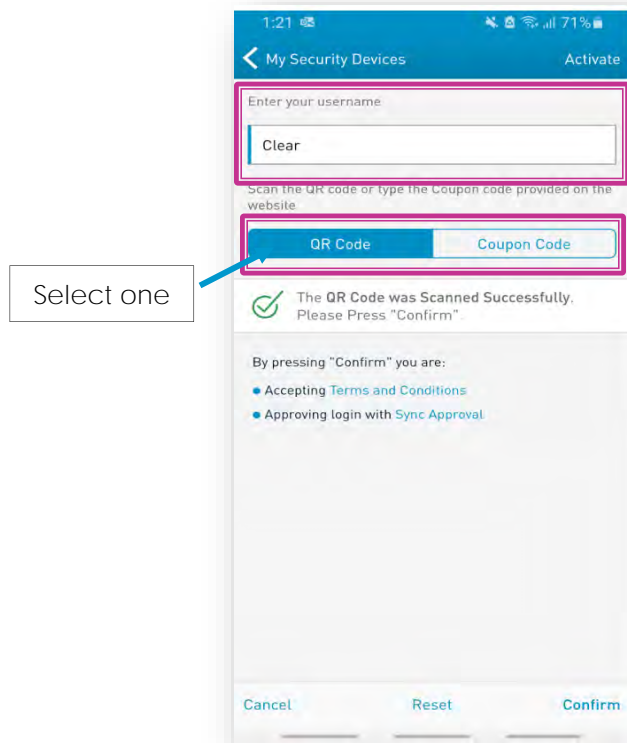 1:21 71%
My Security Devices Activate
Enter your username
Clear
Scan the QR code or type the Coupon code provided on the
website
QR Code Coupon Code
Select one
The QR Code was Scanned Successfully.
Please Press "Confirm".
By pressing "Confirm" you are:
• Accepting Terms and Conditions
• Approving login with Sync Approval
Cancel Reset Confirm